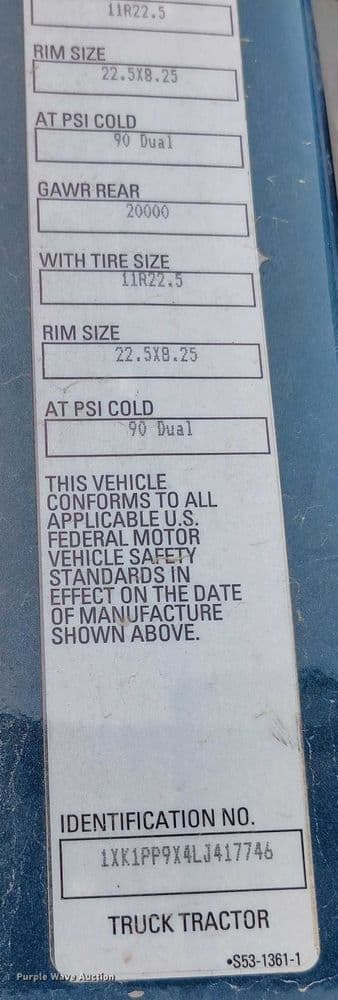 11R22.5
RIM SIZE
22.5X8.25
AT PSI COLD
90 Dual
GAWR REAR
20000
WITH TIRE SIZE
11R22.5
RIM SIZE
22.5X8.25
AT PSI COLD
90 Dual
THIS VEHICLE
CONFORMS TO ALL
APPLICABLE U.S.
FEDERAL MOTOR
VEHICLE SAFETY
STANDARDS IN
EFFECT ON THE DATE
OF MANUFACTURE
SHOWN ABOVE.
IDENTIFICATION NO.
1XK1PP9X4LJ417746
TRUCK TRACTOR
•S53-1361-1
Purple Wave Auction